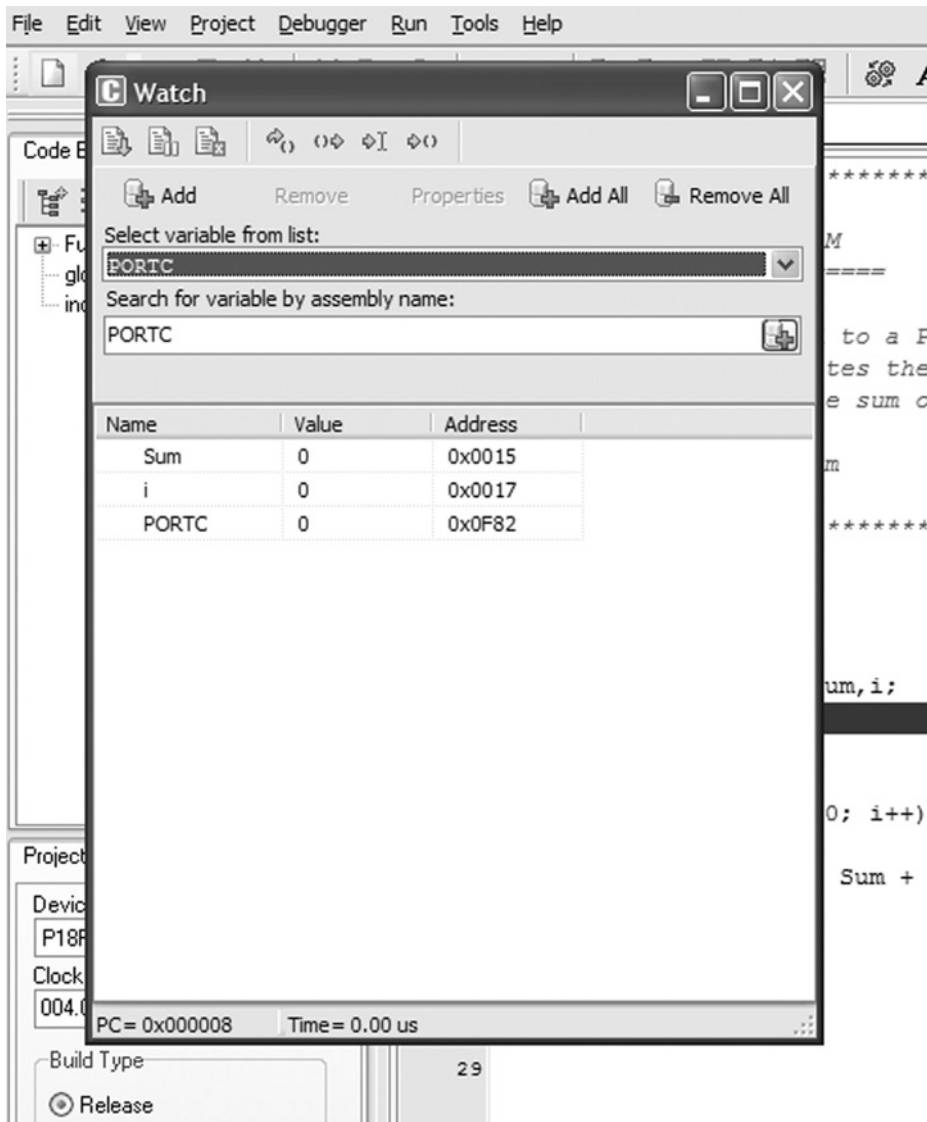 File Edit View Project Debugger Run Tools Help
Watch
Code E
Add Remove Properties Add All Remove All
Select variable from list:
PORTC
Search for variable by assembly name:
PORTC
Name Value Address
Sum 0 0x0015
i 0 0x0017
PORTC 0 0x0F82
PC= 0x000008 Time= 0.00 us
Fu
glo
inc
*******
M
====
to a P
tes the
e sum o
m
*******
um,i;
0; i++)
Sum +
29
Project
Devic
P18F
Clock
004.0
Build Type
Release